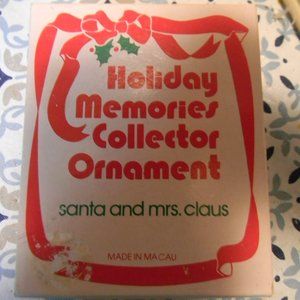 Holiday
Memories
Collector
Ornament
santa and mrs. claus
MADE IN MACAU